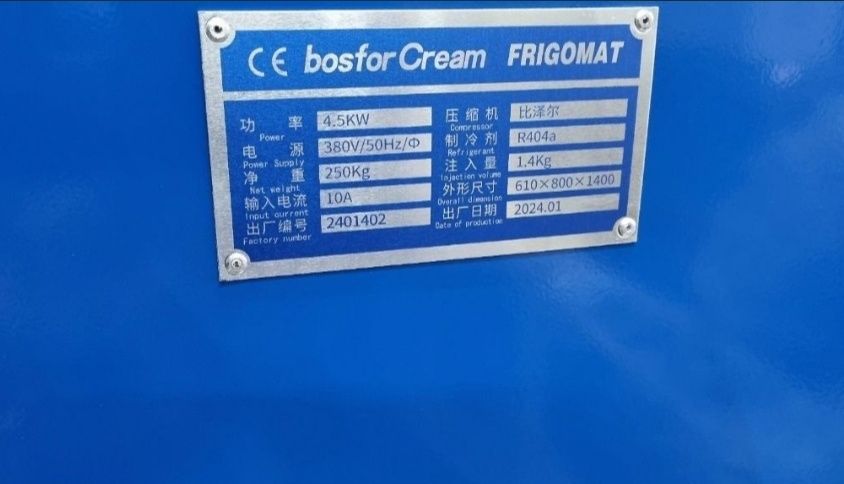 CE bosfor Cream FRIGOMAT
功率 4.5KW
Power
电源 380V/50Hz/Φ
Power Supply
净重 250Kg
Net weight
输入电流 10A
Input current
出厂编号 2401402
Factory number
压缩机 比泽尔
Compressor
制冷剂 R404a
Refrigerant
注入量 1.4Kg
Injection volume
外形尺寸 610×800×1400
Overall dimension
出厂日期 2024.01
Date of production